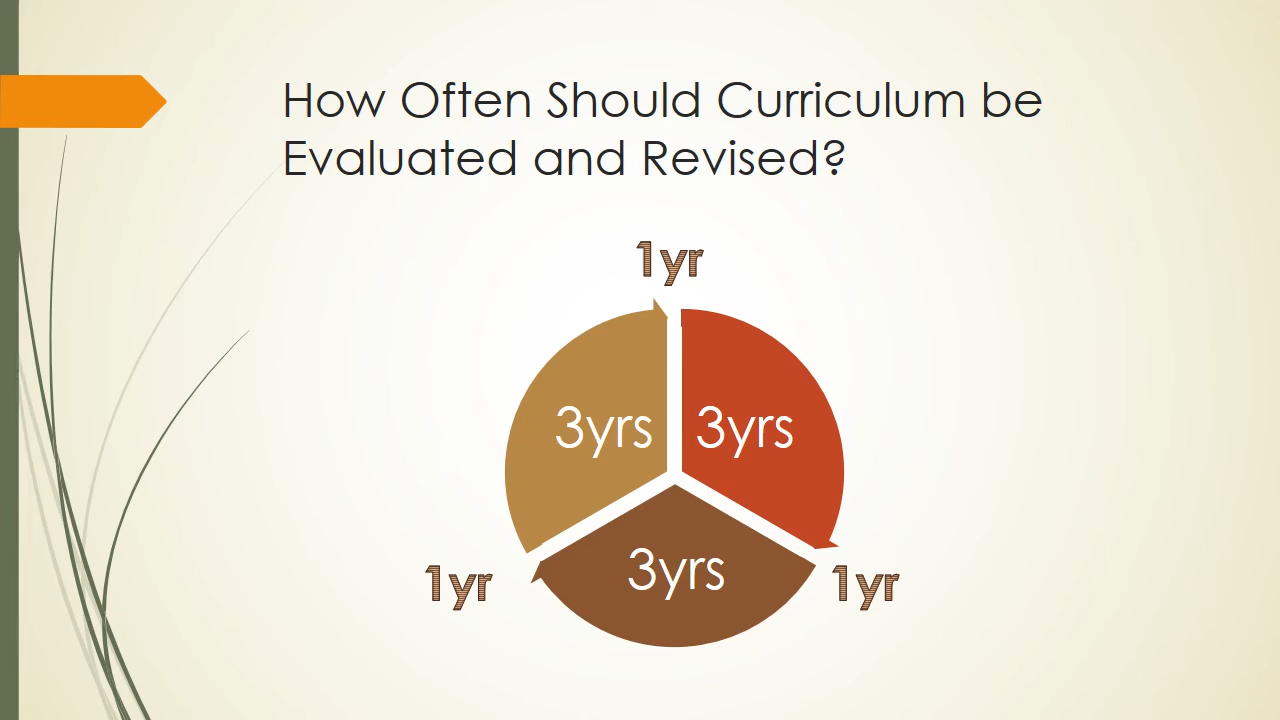 How Often Should Curriculum be
Evaluated and Revised?
1yr
3yrs 3yrs
3yrs
1yr 1yr